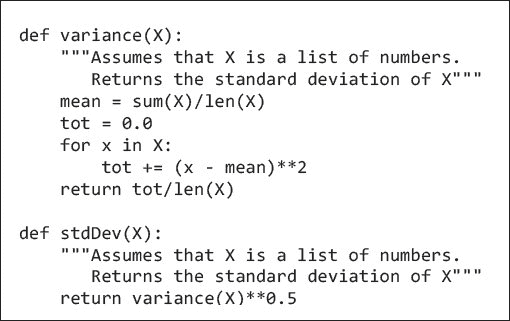 def variance(X):
    """Assumes that X is a list of numbers.
       Returns the standard deviation of X"""
    mean = sum(X)/len(X)
    tot = 0.0
    for x in X:
        tot += (x - mean)**2
    return tot/len(X)

def stdDev(X):
    """Assumes that X is a list of numbers.
       Returns the standard deviation of X"""
    return variance(X)**0.5